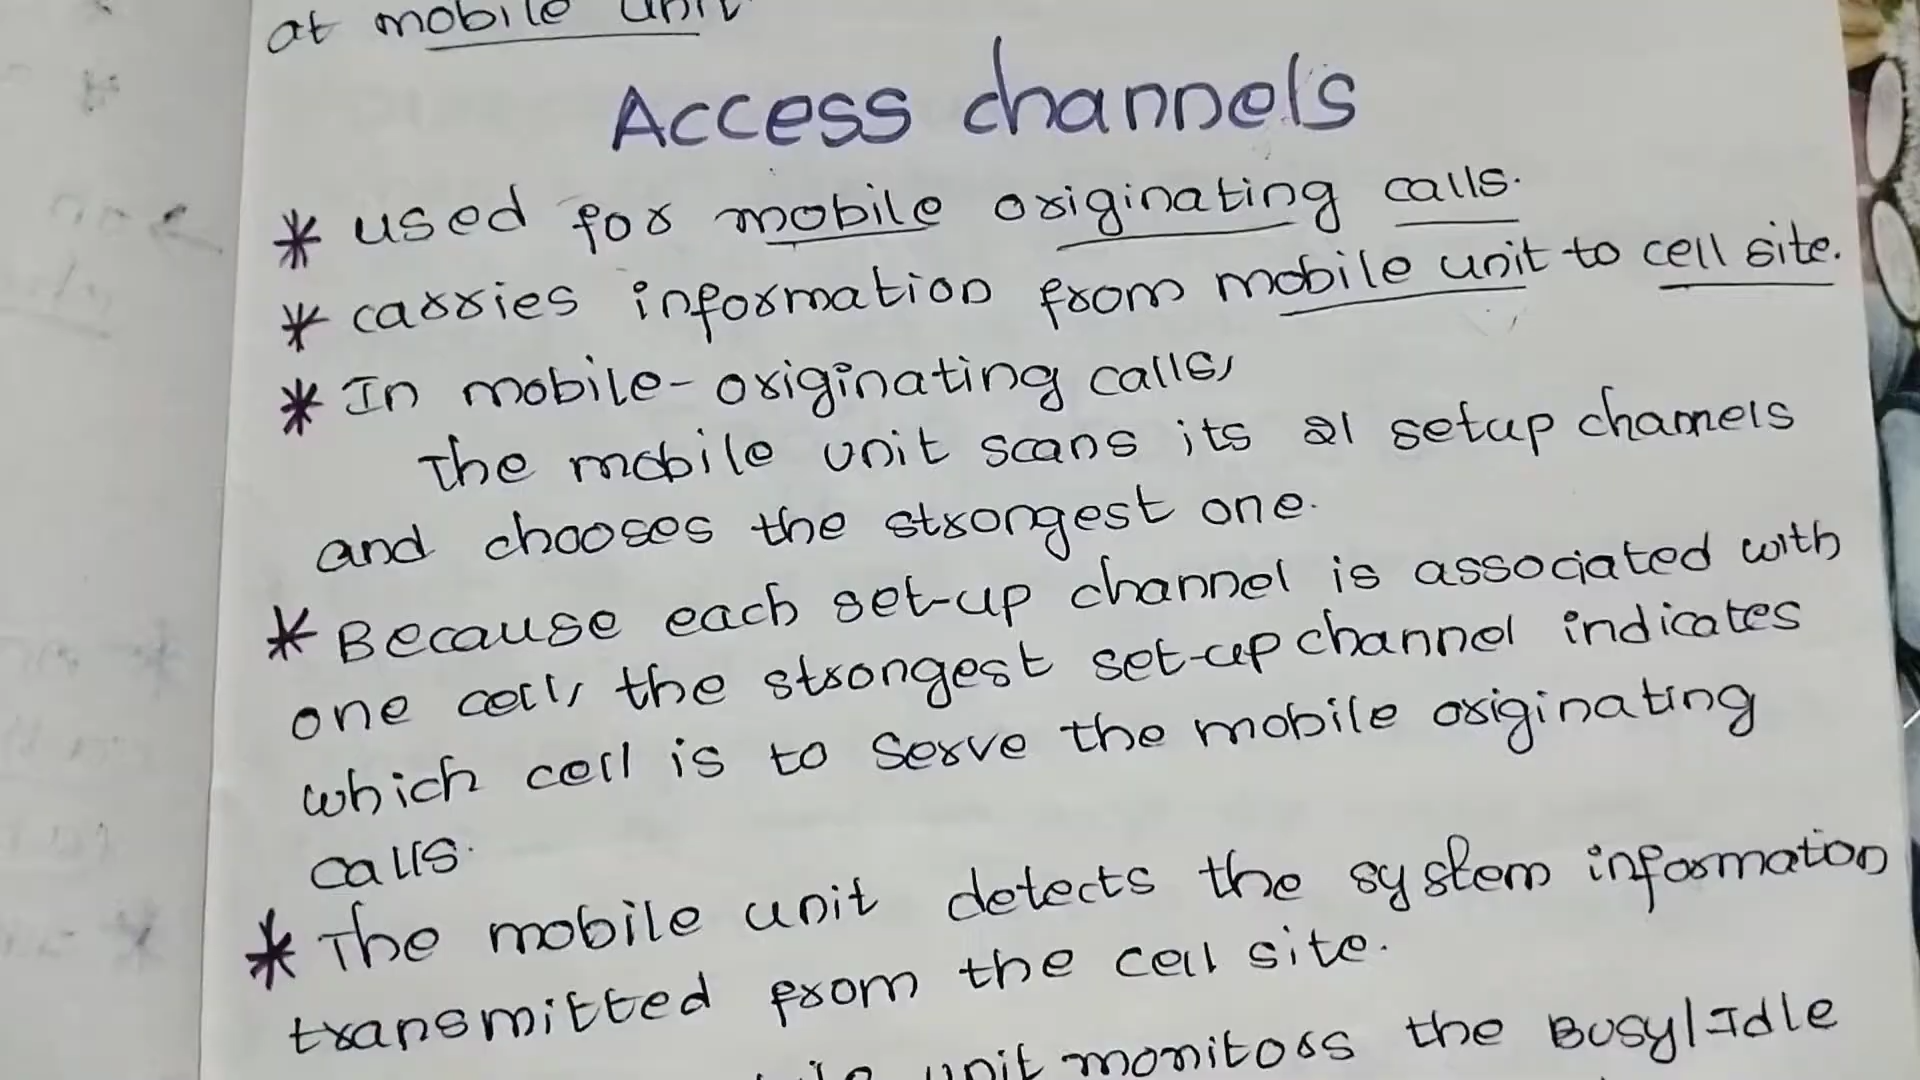 at mobile unit
Access channels
* used for mobile originating calls.
* carries information from mobile unit to cell site.
* In mobile-originating calls,
The mobile unit scans its 21 setup channels
and chooses the strongest one.
* Because each set-up channel is associated with
one cell, the strongest set-up channel indicates
which cell is to serve the mobile originating
calls.
* The mobile unit detects the system information
transmitted from the cell site.
unit monitors the Busy/Idle